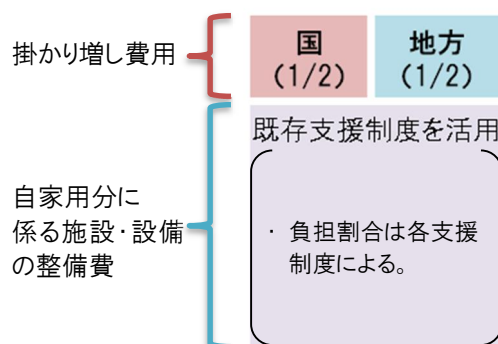 掛かり増し費用
国
(1/2)
地方
(1/2)
既存支援制度を活用
自家用分に
係る施設・設備
の整備費
・ 負担割合は各支援
制度による。